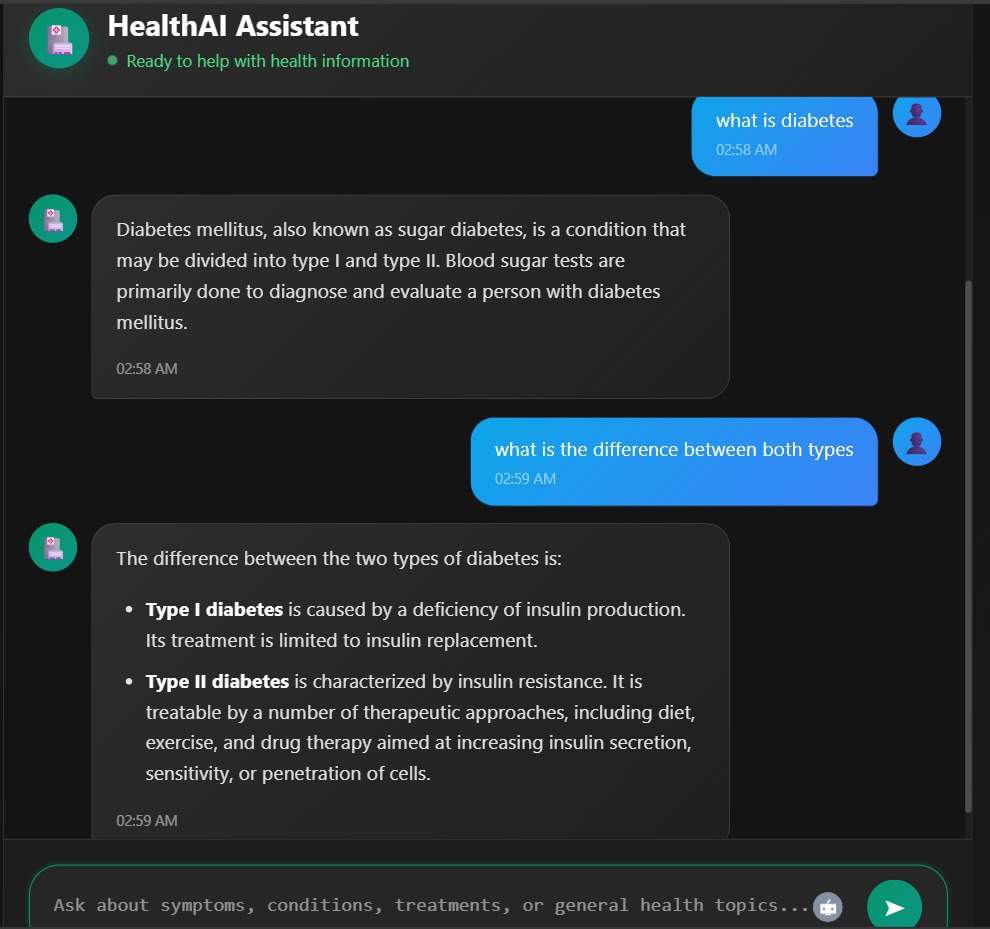 HealthAI Assistant
Ready to help with health information
what is diabetes
02:58 AM
Diabetes mellitus, also known as sugar diabetes, is a condition that
may be divided into type I and type II. Blood sugar tests are
primarily done to diagnose and evaluate a person with diabetes
mellitus.
02:58 AM
what is the difference between both types
02:59 AM
The difference between the two types of diabetes is:
• Type I diabetes is caused by a deficiency of insulin production.
Its treatment is limited to insulin replacement.
• Type II diabetes is characterized by insulin resistance. It is
treatable by a number of therapeutic approaches, including diet,
exercise, and drug therapy aimed at increasing insulin secretion,
sensitivity, or penetration of cells.
02:59 AM
Ask about symptoms, conditions, treatments, or general health topics...